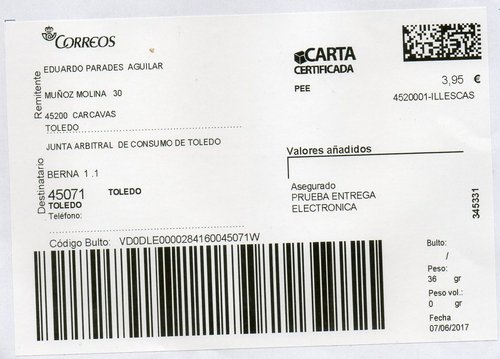 CORREOS
CARTA
CERTIFICADA
PEE
3,95 €
4520001-ILLESCAS
Remitente
EDUARDO PARADES AGUILAR
MUÑOZ MOLINA 30
45200 CARCAVAS
TOLEDO
Destinatario
JUNTA ARBITRAL DE CONSUMO DE TOLEDO
BERNA 1 .1
45071 TOLEDO
TOLEDO
Teléfono:
Valores añadidos
Asegurado
PRUEBA ENTREGA
ELECTRONICA
345331
Código Bulto: VD0DLE0000284160045071W
Bulto:
/
Peso:
36 gr
Peso vol.:
0 gr
Fecha
07/06/2017